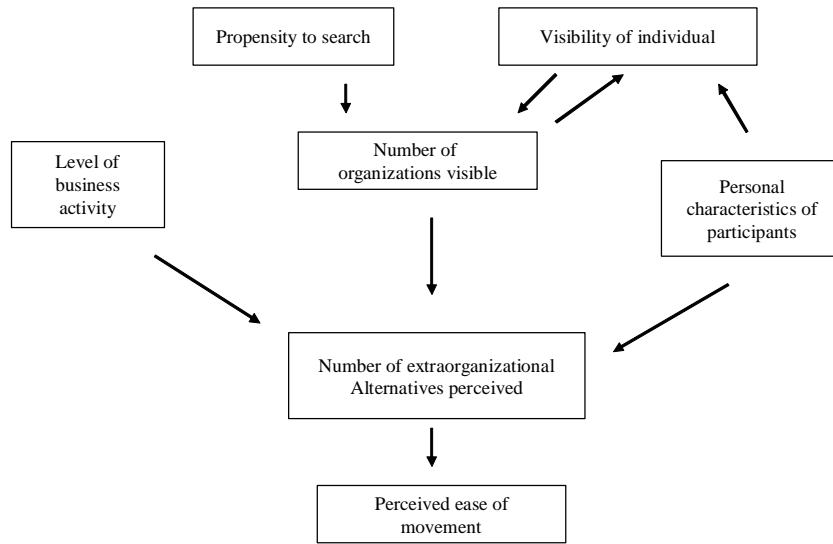 Propensity to search
Visibility of individual
Number of
organizations visible
Level of
business
activity
Personal
characteristics of
participants
Number of extraorganizational
Alternatives perceived
Perceived ease of
movement